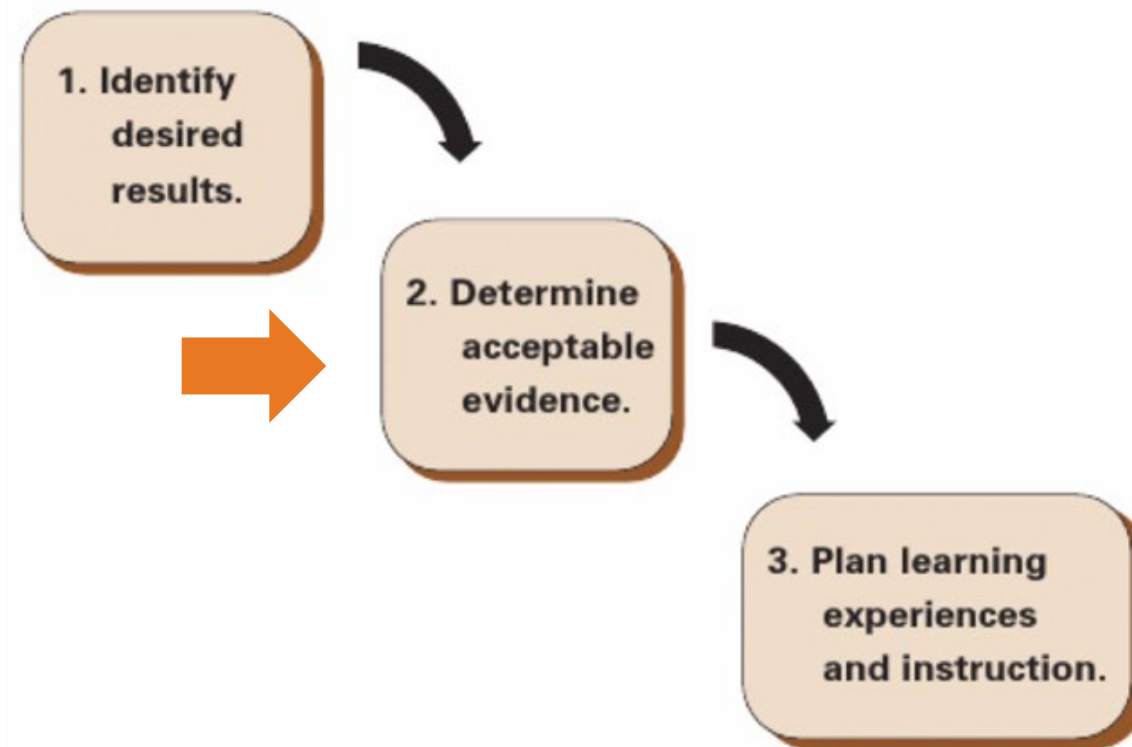 1. Identify
desired
results.
2. Determine
acceptable
evidence.
3. Plan learning
experiences
and instruction.